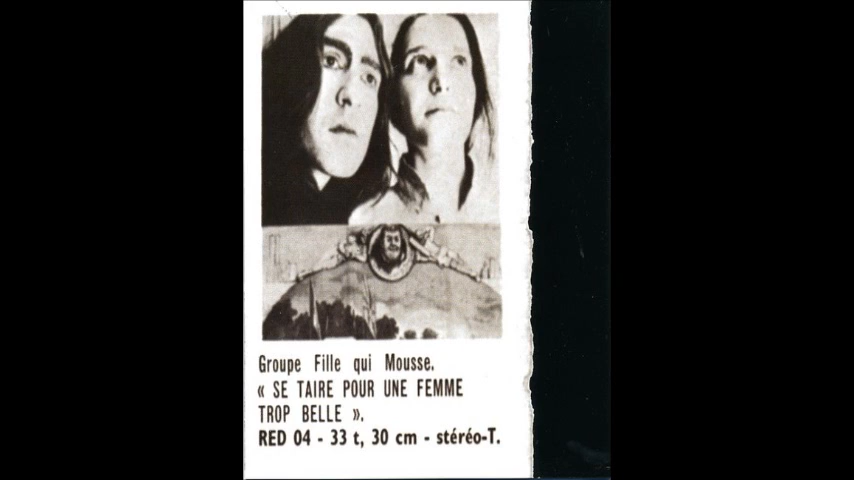 Groupe Fille qui Mousse.
« SE TAIRE POUR UNE FEMME
TROP BELLE ».
RED 04 - 33 t, 30 cm - stéréo-T.